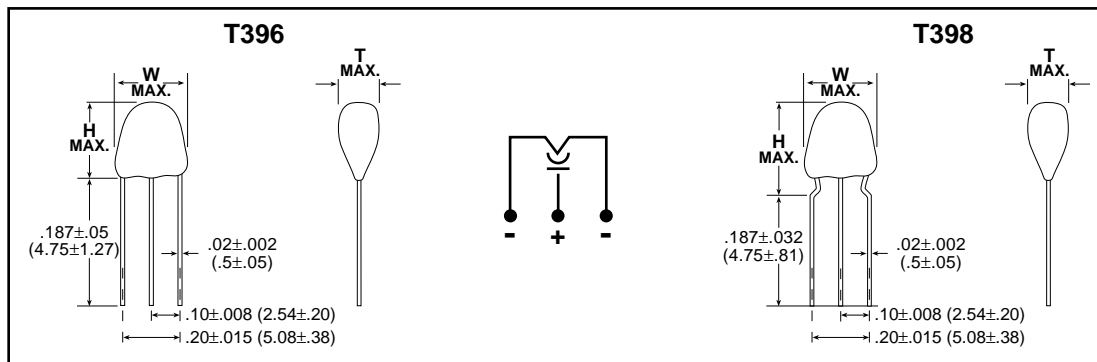 T396
W
MAX.
T
MAX.
H
MAX.
.187±.05
(4.75±1.27)
.02±.002
(.5±.05)
.10±.008 (2.54±.20)
.20±.015 (5.08±.38)
- + -
T398
W
MAX.
T
MAX.
H
MAX.
.187±.032
(4.75±.81)
.02±.002
(.5±.05)
.10±.008 (2.54±.20)
.20±.015 (5.08±.38)